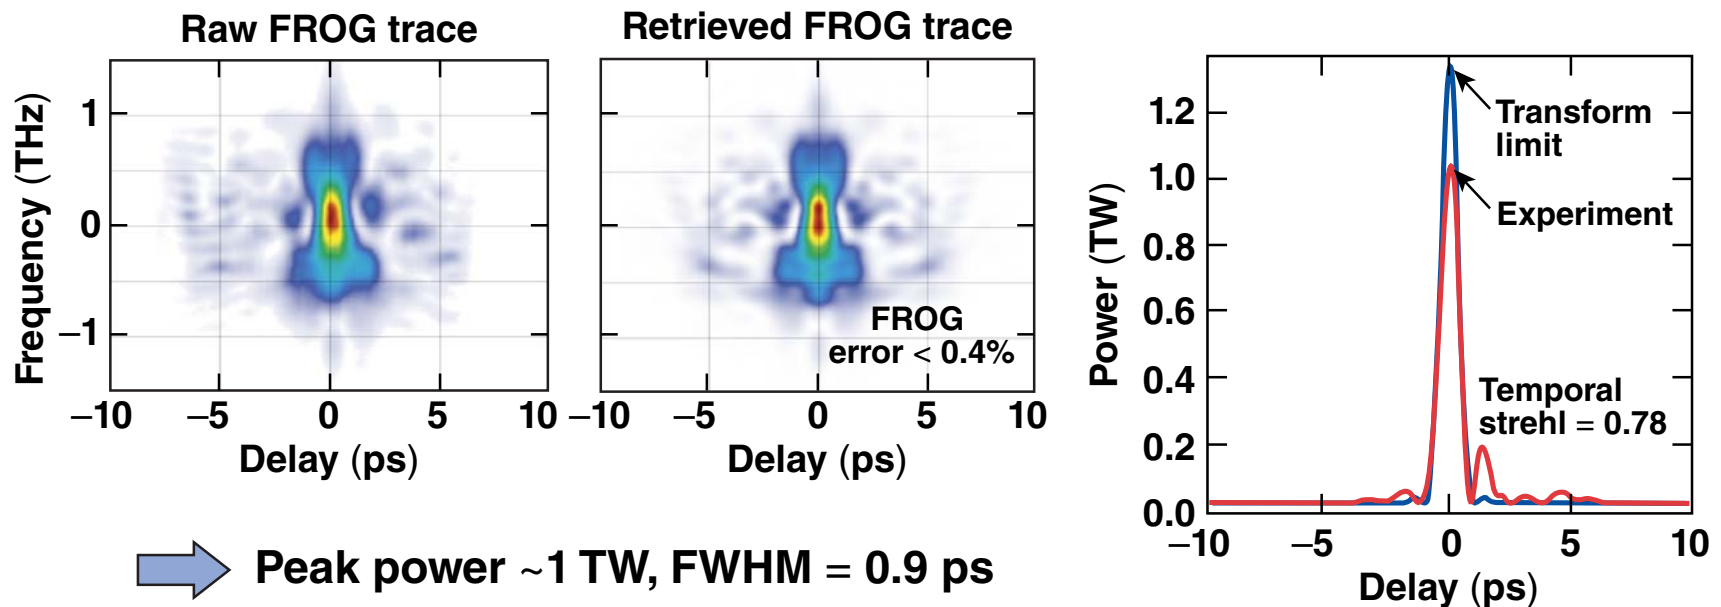 Raw FROG trace
Retrieved FROG trace
Frequency (THz)
1
0
–1
–10
–5
0
5
10
Delay (ps)
FROG
error < 0.4%
–10
–5
0
5
10
Delay (ps)
Power (TW)
1.2
1.0
0.8
0.6
0.4
0.2
0.0
Transform
limit
Experiment
Temporal
strehl = 0.78
–10
–5
0
5
10
Delay (ps)
Peak power ~1 TW, FWHM = 0.9 ps